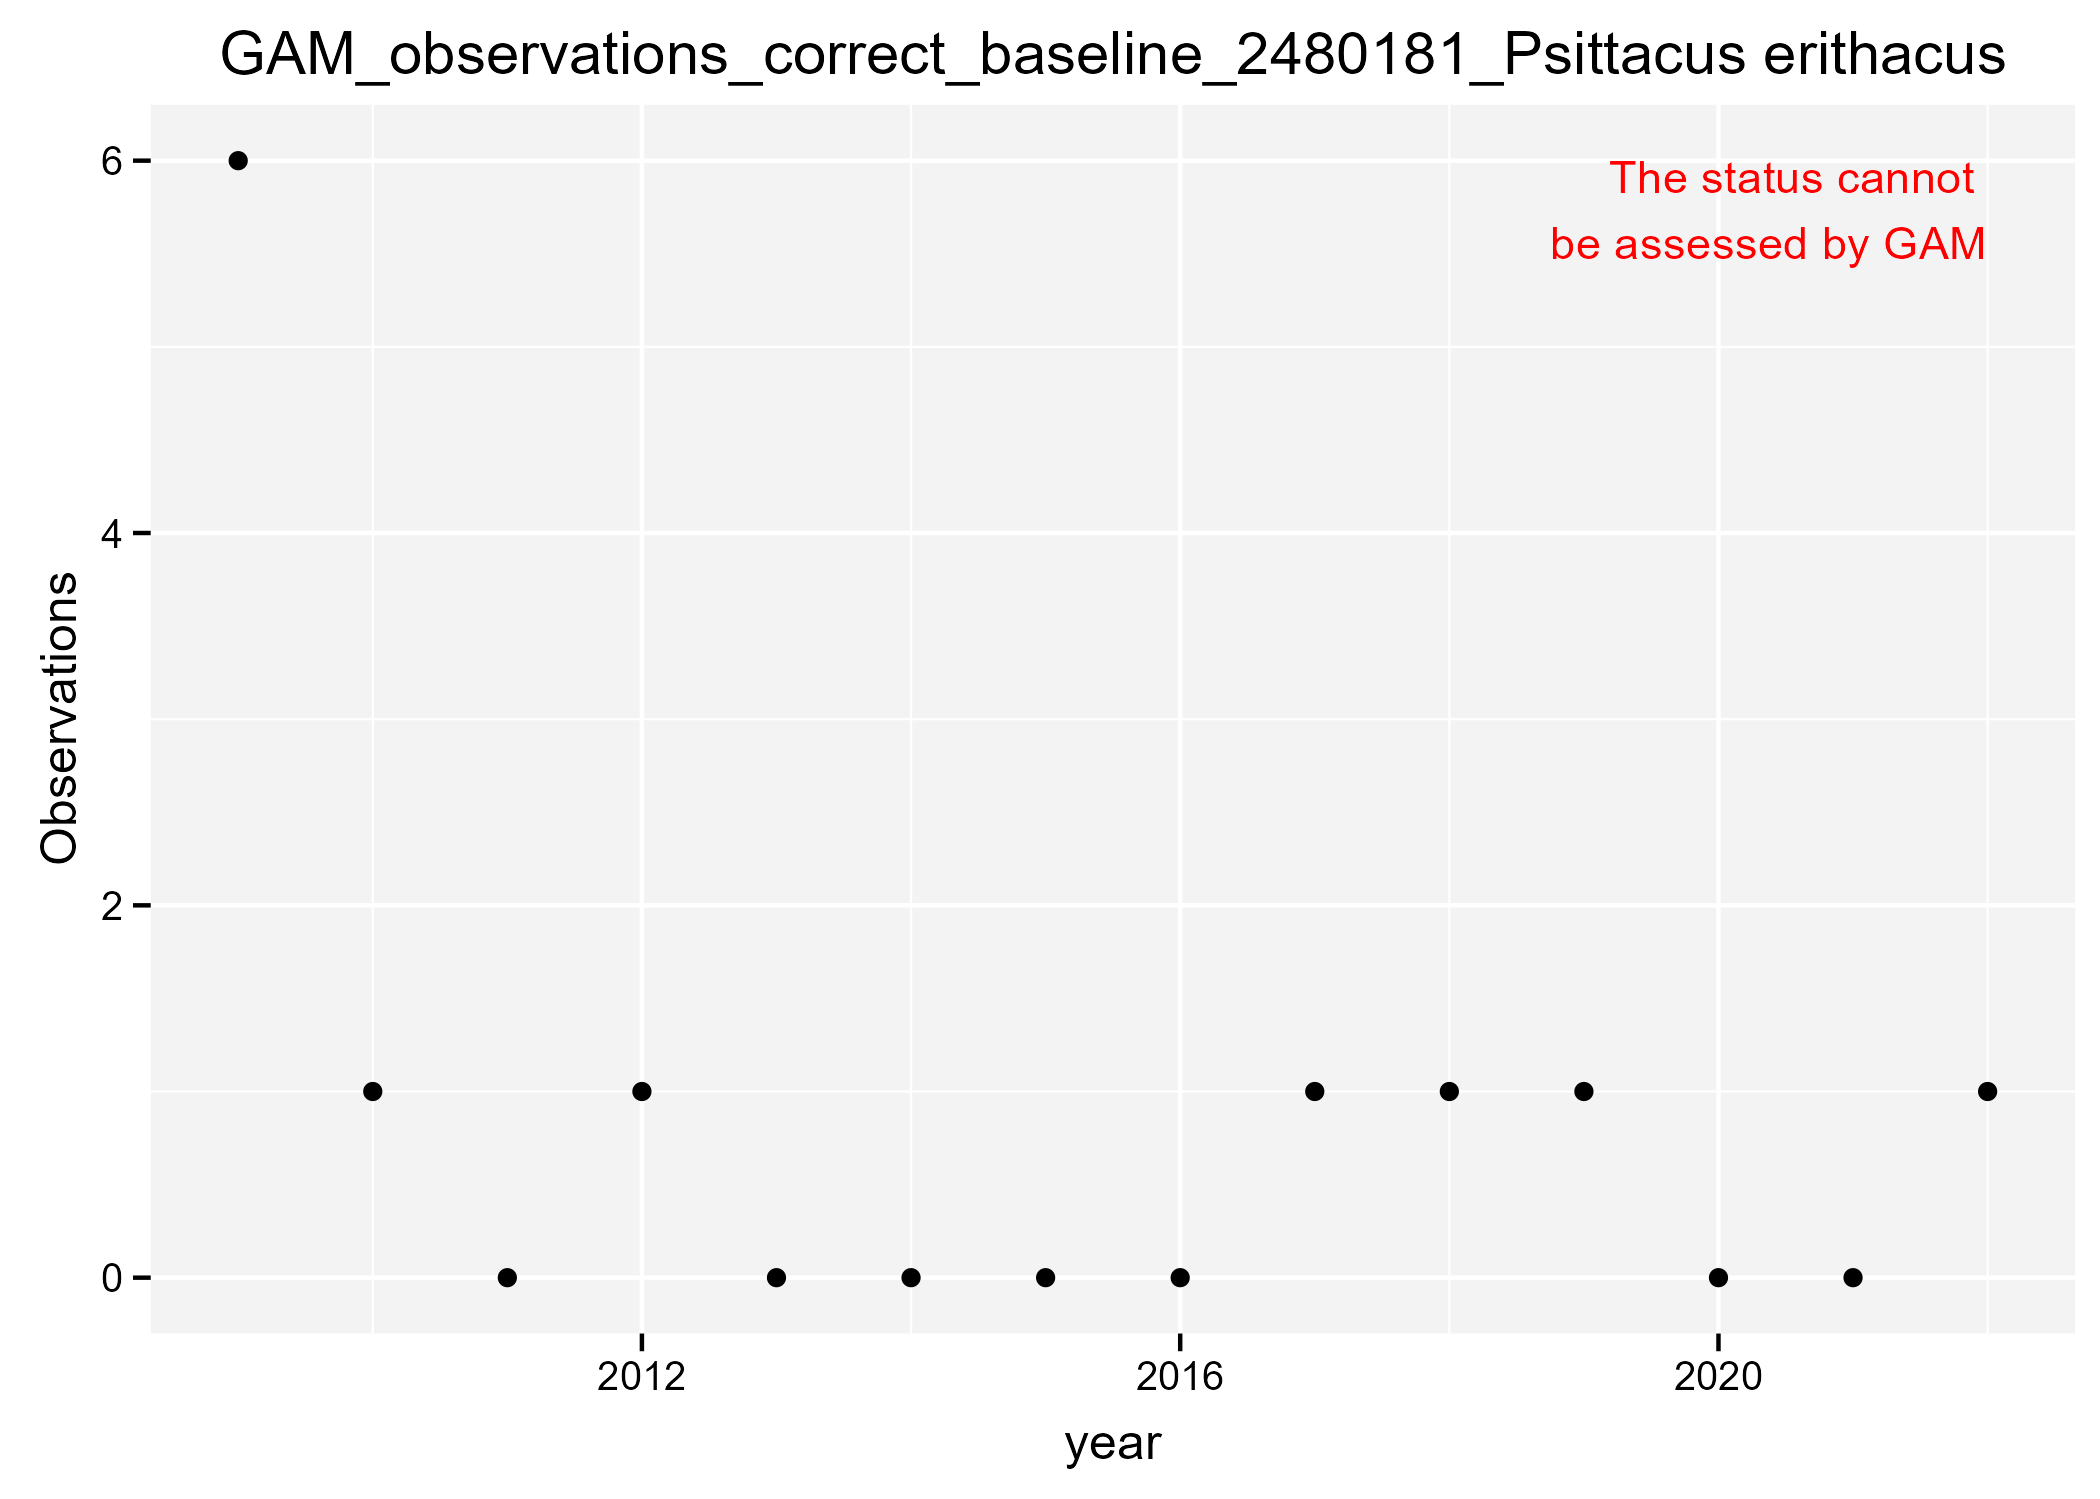 GAM_observations_correct_baseline_2480181_Psittacus erithacus
The status cannot
be assessed by GAM
Observations
6
4
2
0
2012
2016
2020
year